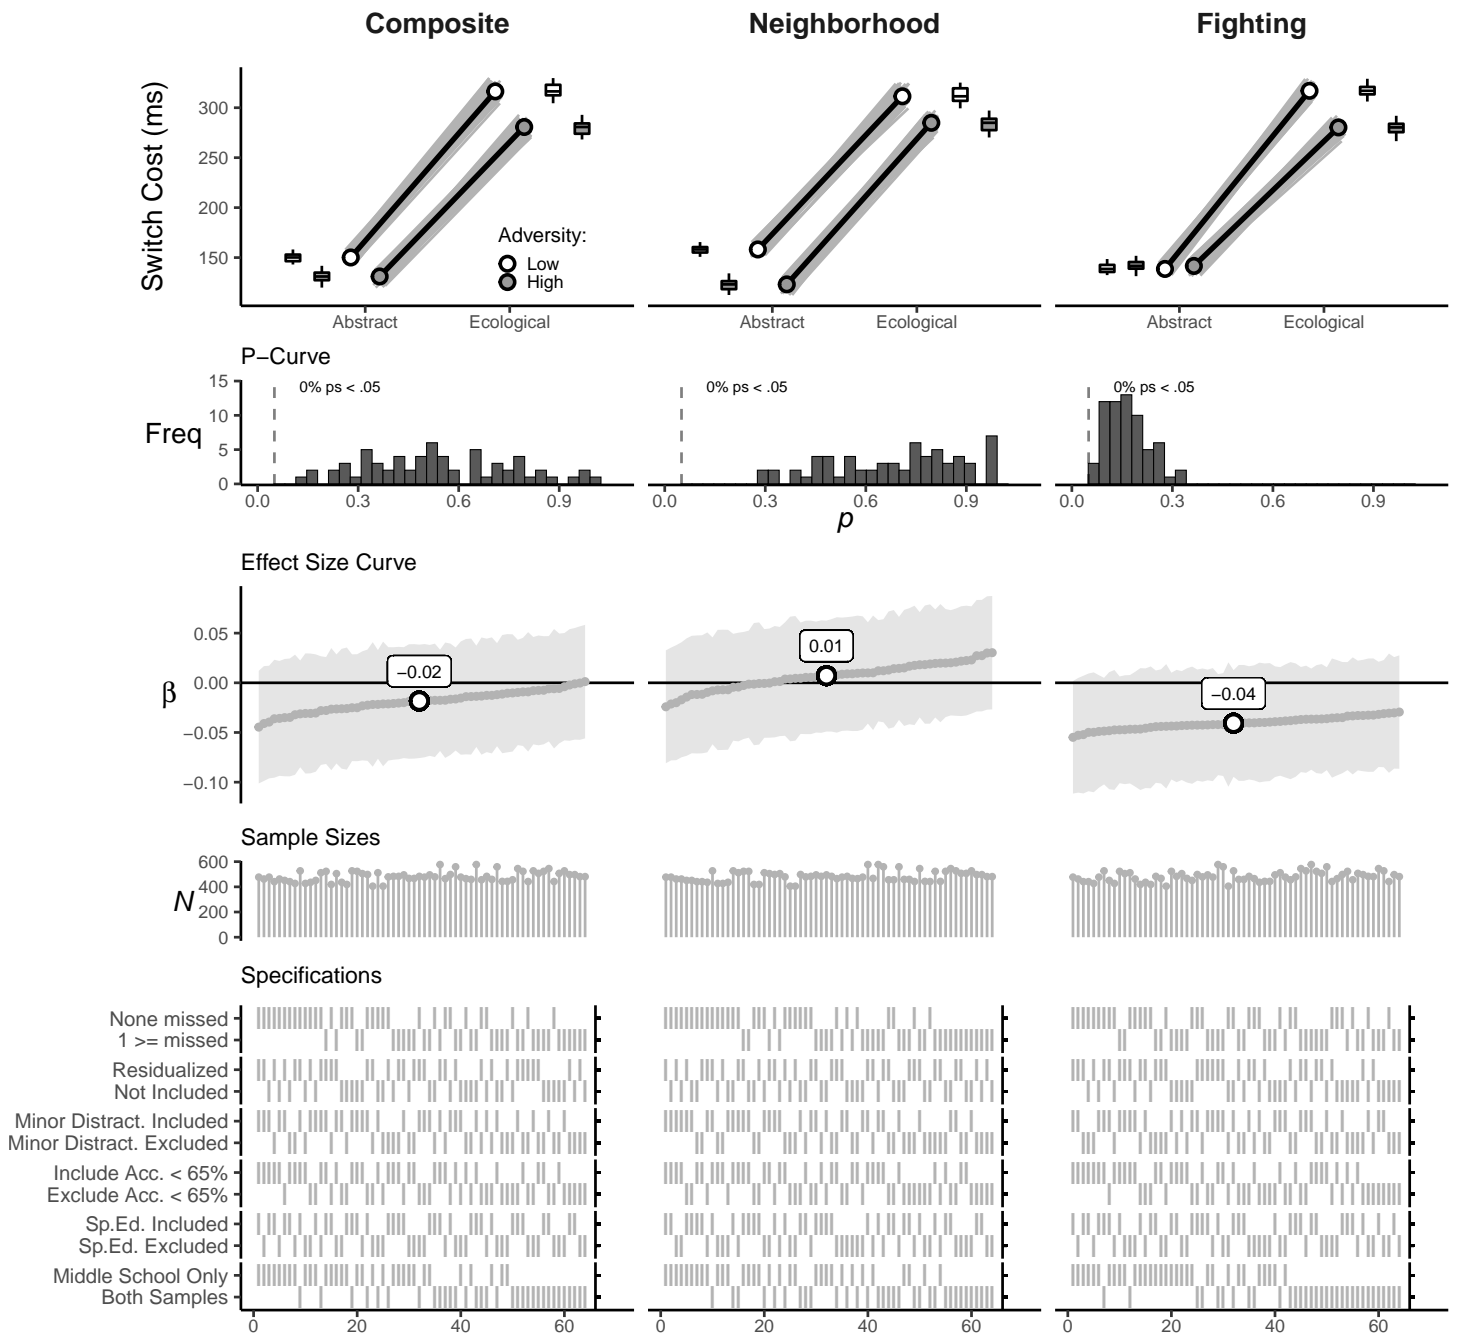 Composite Neighborhood Fighting
Switch Cost (ms)
300
250
200
150
Adversity:
Low
High
Abstract Ecological Abstract Ecological Abstract Ecological
P−Curve
Freq
15
10
5
0
0% ps < .05 0% ps < .05 0% ps < .05
0.0 0.3 0.6 0.9 0.0 0.3 0.6 0.9 0.0 0.3 0.6 0.9
p
Effect Size Curve
β
0.05
0.00
−0.05
−0.10
−0.02 0.01 −0.04
Sample Sizes
N
600
400
200
0
Specifications
None missed
1 >= missed
Residualized
Not Included
Minor Distract. Included
Minor Distract. Excluded
Include Acc. < 65%
Exclude Acc. < 65%
Sp.Ed. Included
Sp.Ed. Excluded
Middle School Only
Both Samples
0 20 40 60 0 20 40 60 0 20 40 60